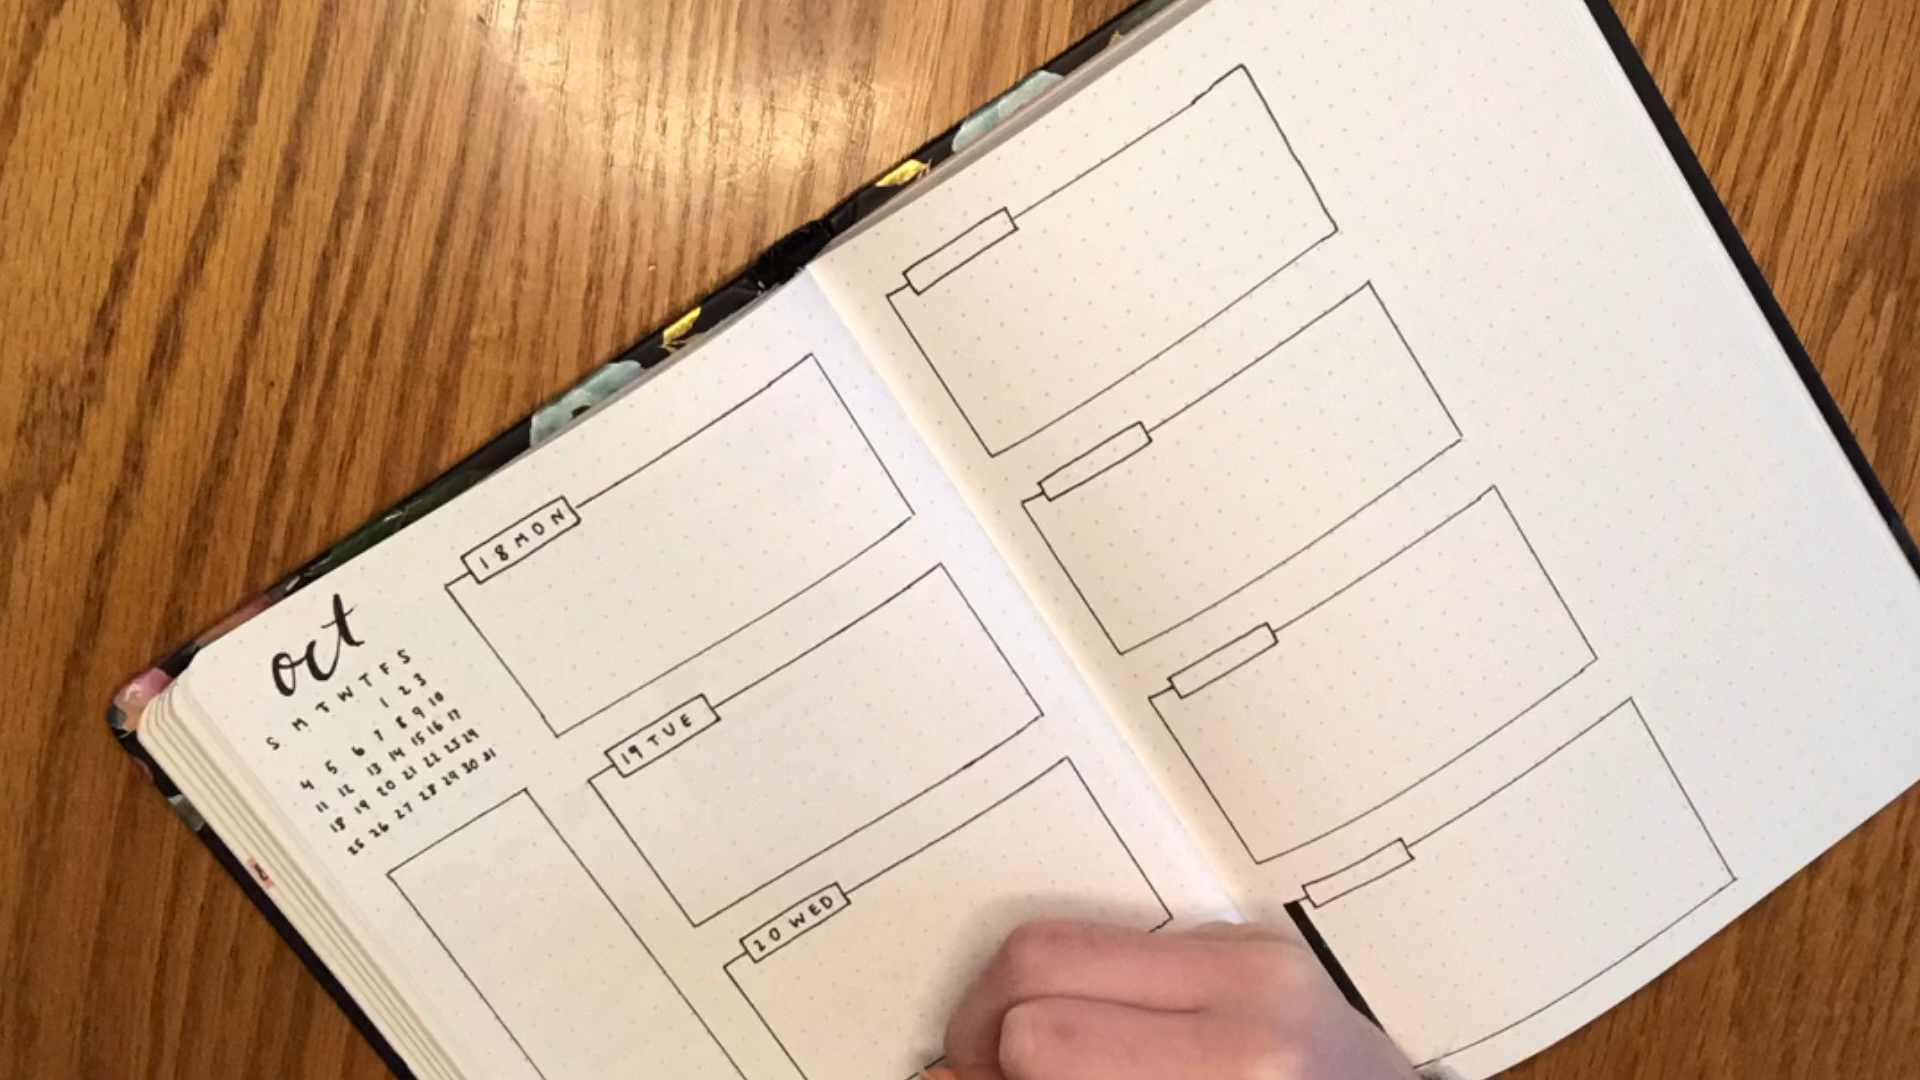 oct
S M T W T F S
1 2 3
4 5 6 7 8 9 10
11 12 13 14 15 16 17
18 19 20 21 22 23 24
25 26 27 28 29 30 31
18 MON
19 TUE
20 WED